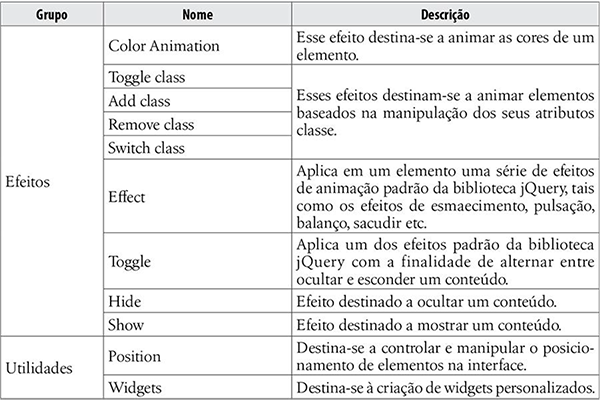 Grupo Nome Descrição
Efeitos
Color Animation
Esse efeito destina-se a animar as cores de um
elemento.
Toggle class
Add class
Remove class
Switch class
Esses efeitos destinam-se a animar elementos
baseados na manipulação dos seus atributos
classe.
Effect
Aplica em um elemento uma série de efeitos
de animação padrão da biblioteca jQuery, tais
como os efeitos de esmaecimento, pulsação,
balanço, sacudir etc.
Toggle
Aplica um dos efeitos padrão da biblioteca
jQuery com a finalidade de alternar entre
ocultar e esconder um conteúdo.
Hide
Efeito destinado a ocultar um conteúdo.
Show
Efeito destinado a mostrar um conteúdo.
Utilidades
Position
Destina-se a controlar e manipular o posicio-
namento de elementos na interface.
Widgets
Destina-se à criação de widgets personalizados.